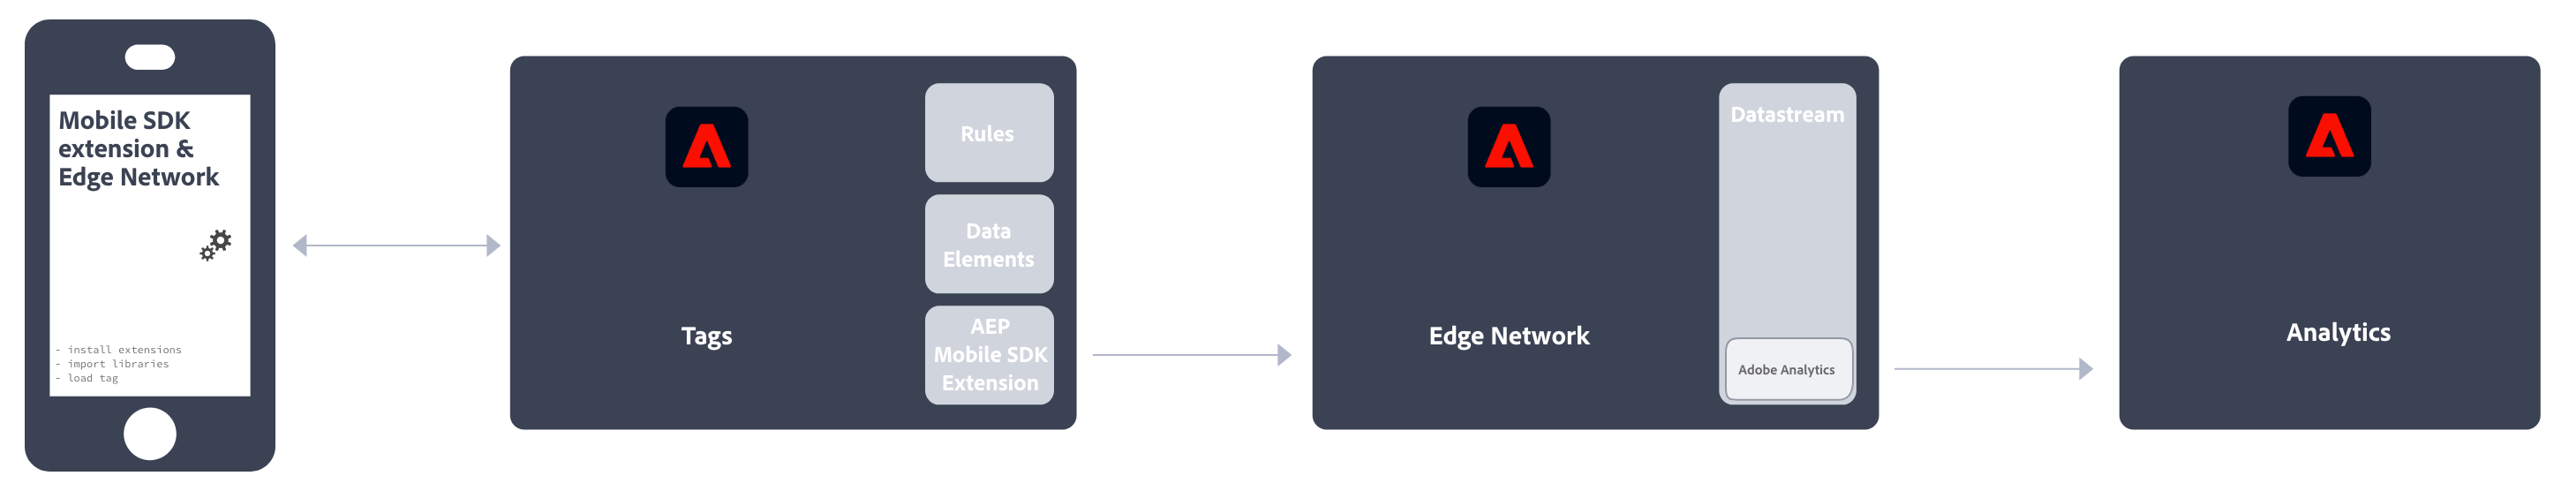 Mobile SDK
extension &
Edge Network
- install extensions
- import libraries
- load tag
Tags
Rules
Data
Elements
AEP
Mobile SDK
Extension
Edge Network
Datastream
Adobe Analytics
Analytics